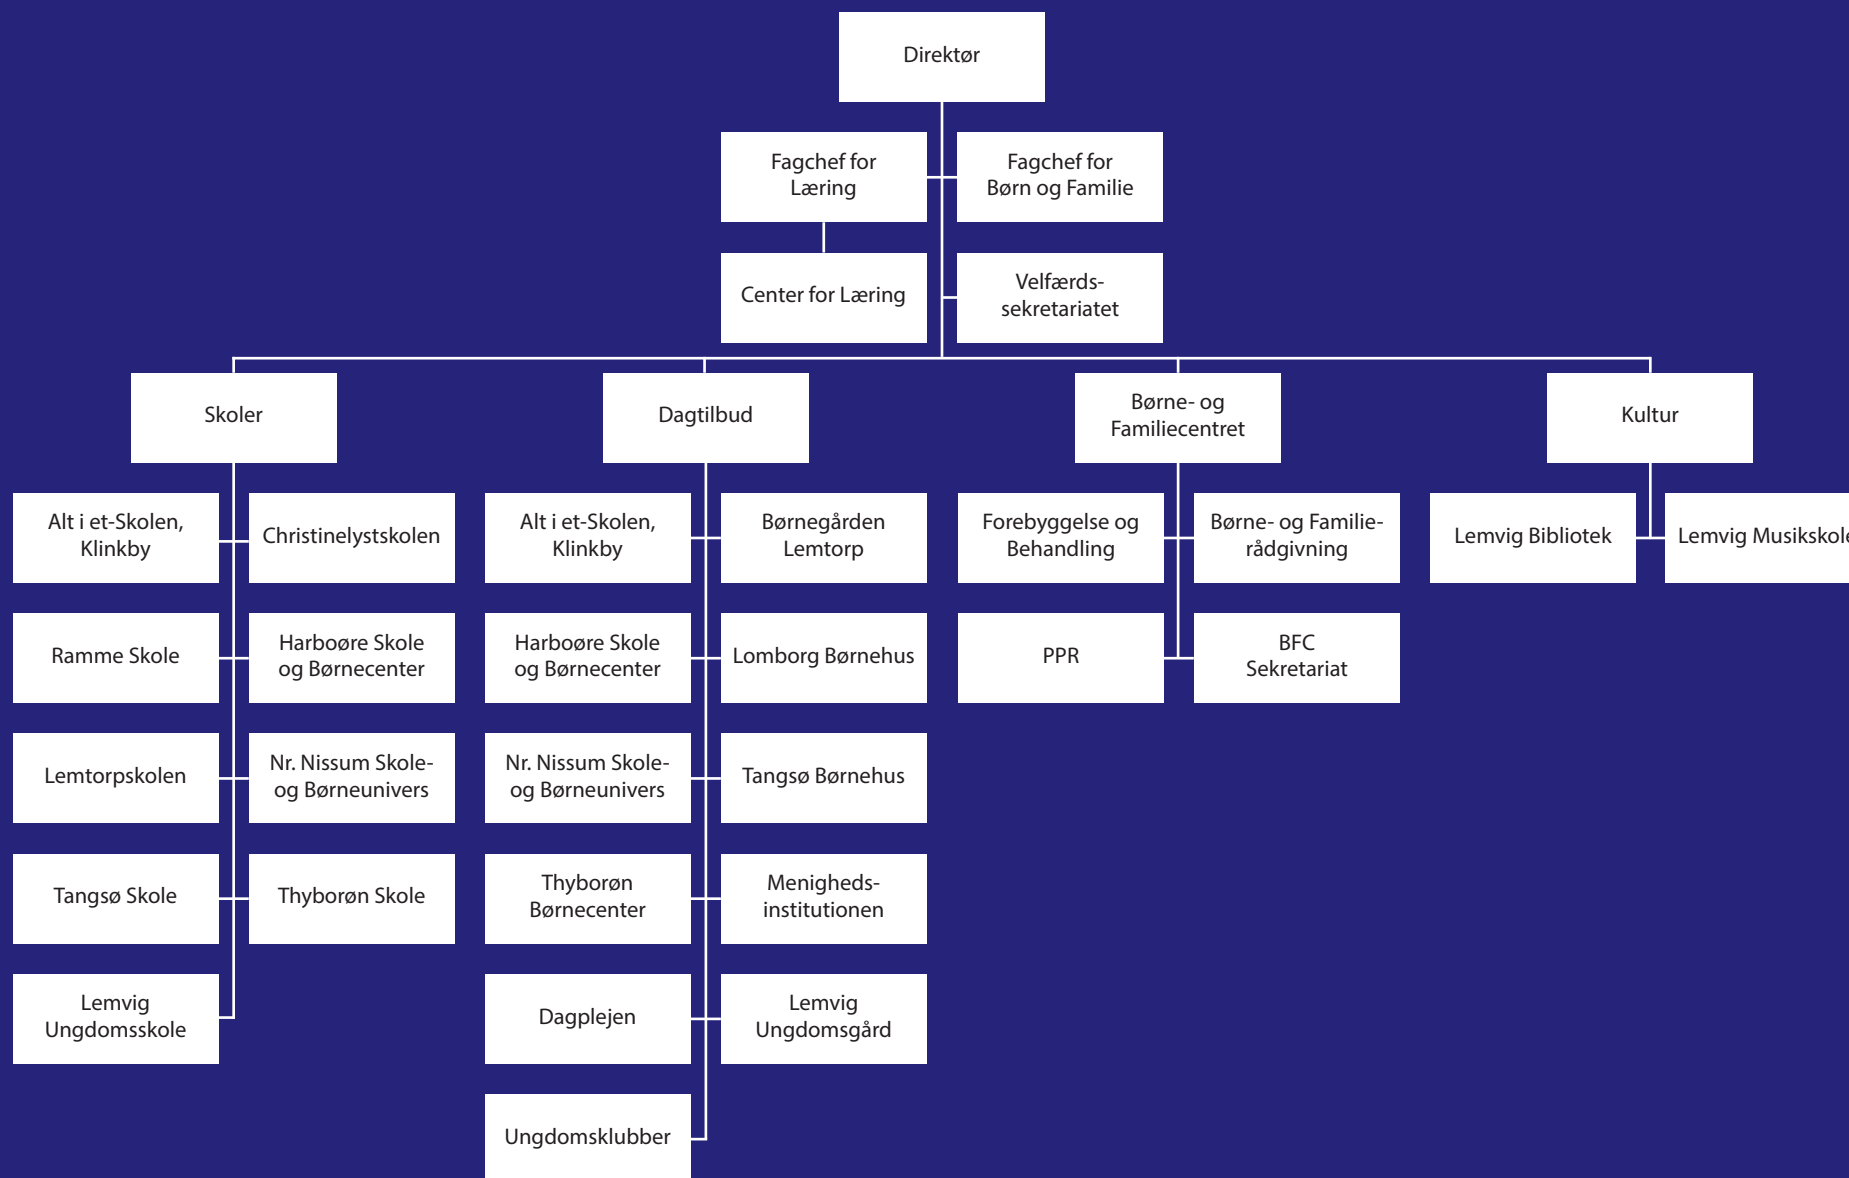 Direktør
Fagchef for
Læring
Fagchef for
Børn og Familie
Center for Læring
Velfærds-
sekretariatet
Skoler
Dagtilbud
Børne- og
Familiecentret
Kultur
Alt i et-Skolen,
Klinkby
Christinelystskolen
Ramme Skole
Harboøre Skole
og Børnecenter
Lemtorpskolen
Nr. Nissum Skole-
og Børneunivers
Tangsø Skole
Thyborøn Skole
Lemvig
Ungdomsskole
Alt i et-Skolen,
Klinkby
Børnegården
Lemtorp
Harboøre Skole
og Børnecenter
Lomborg Børnehus
Nr. Nissum Skole-
og Børneunivers
Tangsø Børnehus
Thyborøn
Børnecenter
Menigheds-
institutionen
Dagplejen
Lemvig
Ungdomsgård
Ungdomsklubber
Forebyggelse og
Behandling
Børne- og Familie-
rådgivning
PPR
BFC
Sekretariat
Lemvig Bibliotek
Lemvig Musikskole